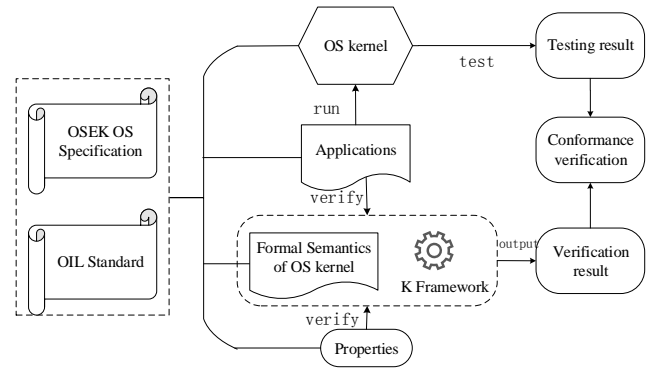 OS kernel
test
Testing result
run
OSEK OS
Specification
Applications
Conformance
verification
verify
OIL Standard
Formal Semantics
of OS kernel
K Framework
output
Verification
result
verify
Properties